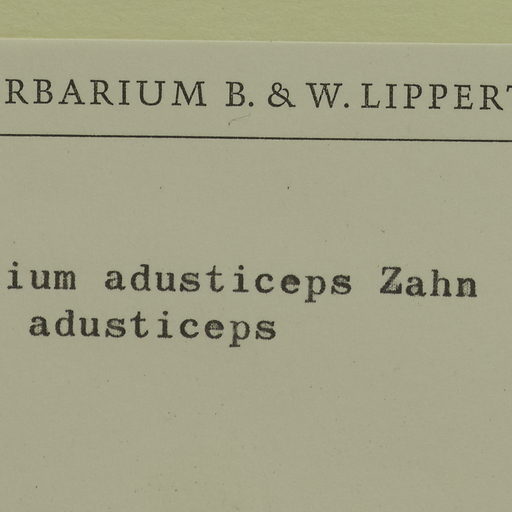 RBARIUM B. & W. LIPPERT
ium adusticeps Zahn
adusticeps